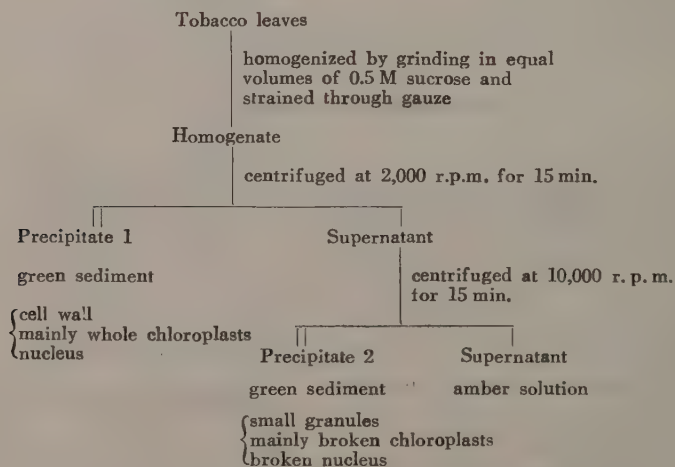 Tobacco leaves
homogenized by grinding in equal
volumes of 0.5 M sucrose and
strained through gauze
Homogenate
centrifuged at 2,000 r.p.m. for 15 min.
Precipitate 1
green sediment
cell wall
mainly whole chloroplasts
nucleus
Supernatant
centrifuged at 10,000 r. p. m.
for 15 min.
Precipitate 2
green sediment
small granules
mainly broken chloroplasts
broken nucleus
Supernatant
amber solution